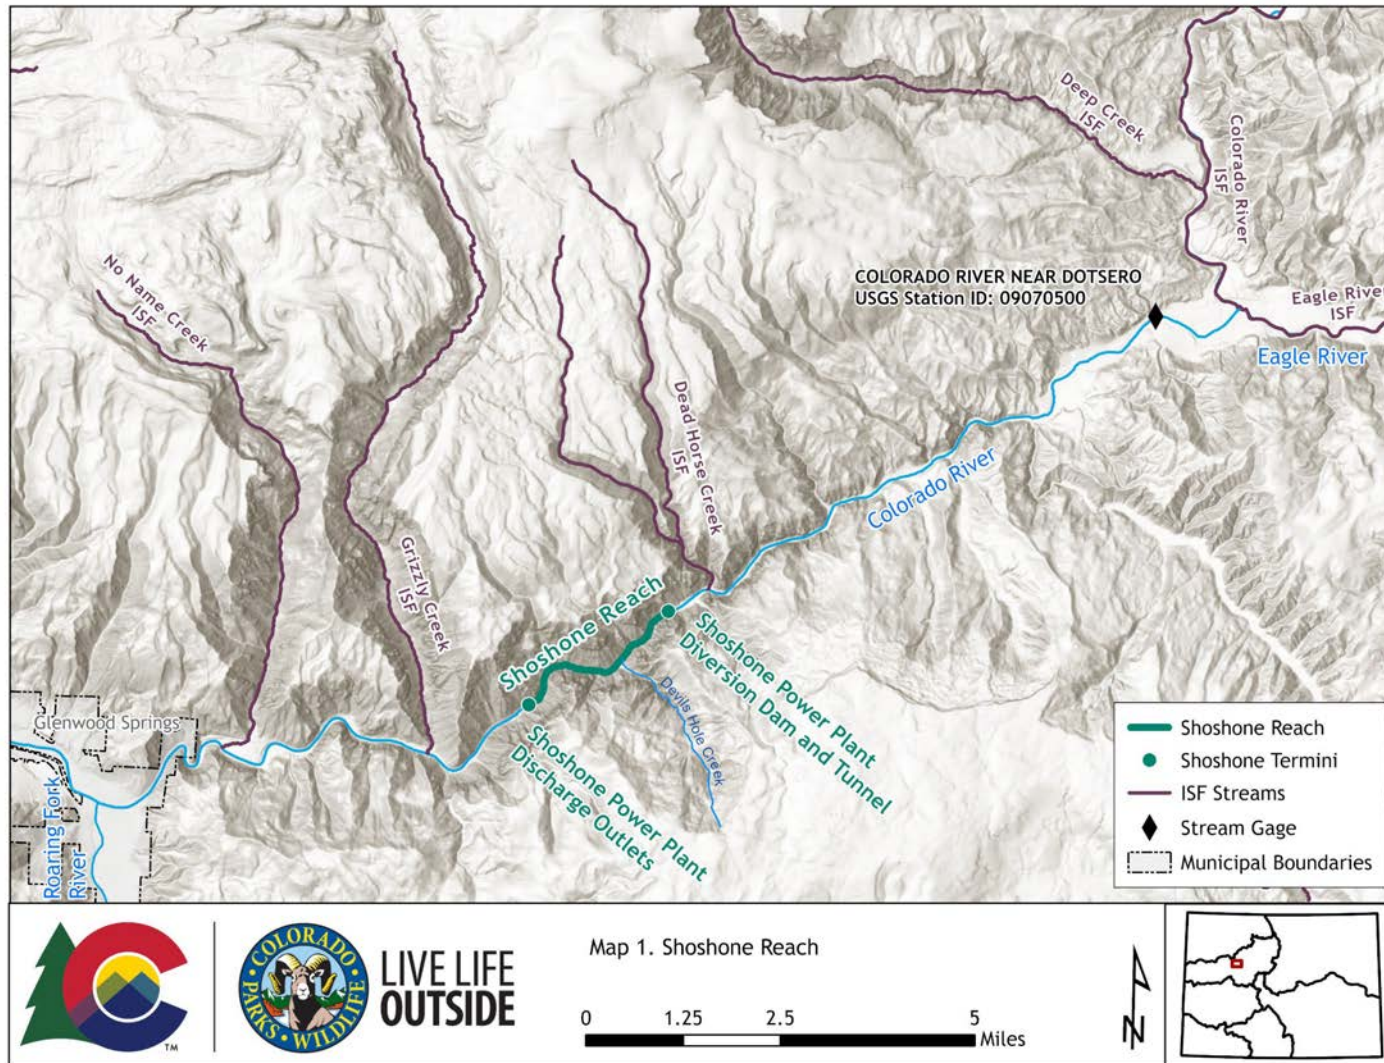 Deep Creek
ISF
Colorado River
ISF
No Name Creek
ISF
COLORADO RIVER NEAR DOTSERO
USGS Station ID: 09070500
Eagle River
ISF
Eagle River
Dead Horse Creek
ISF
Colorado River
Grizzly Creek
ISF
Shoshone Reach
Shoshone Power Plant
Diversion Dam and Tunnel
Devils Hole Creek
Shoshone Power Plant
Discharge Outlets
Glenwood Springs
Roaring Fork
River
Shoshone Reach
Shoshone Termini
ISF Streams
Stream Gage
Municipal Boundaries
C
TM
COLORADO
PARKS • WILDLIFE
LIVE LIFE
OUTSIDE
Map 1. Shoshone Reach
0 1.25 2.5 5
Miles
N